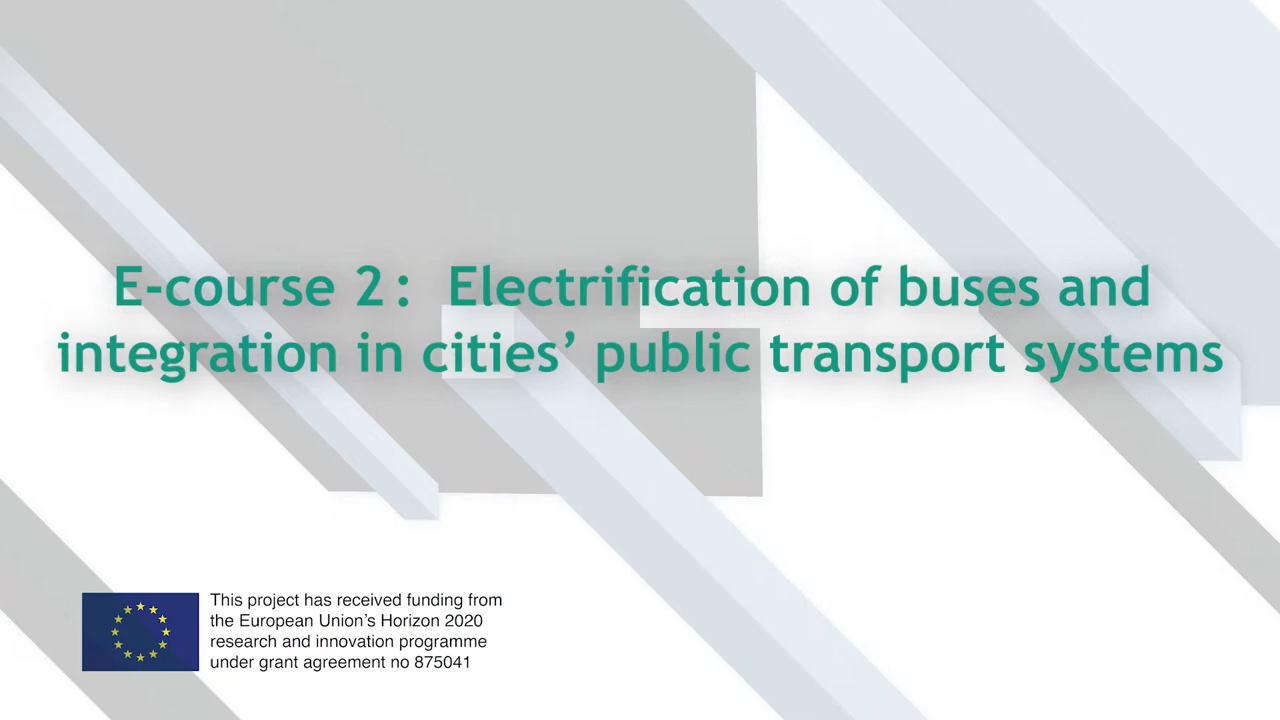 E-course 2 : Electrification of buses and
integration in cities’ public transport systems
This project has received funding from
the European Union’s Horizon 2020
research and innovation programme
under grant agreement no 875041